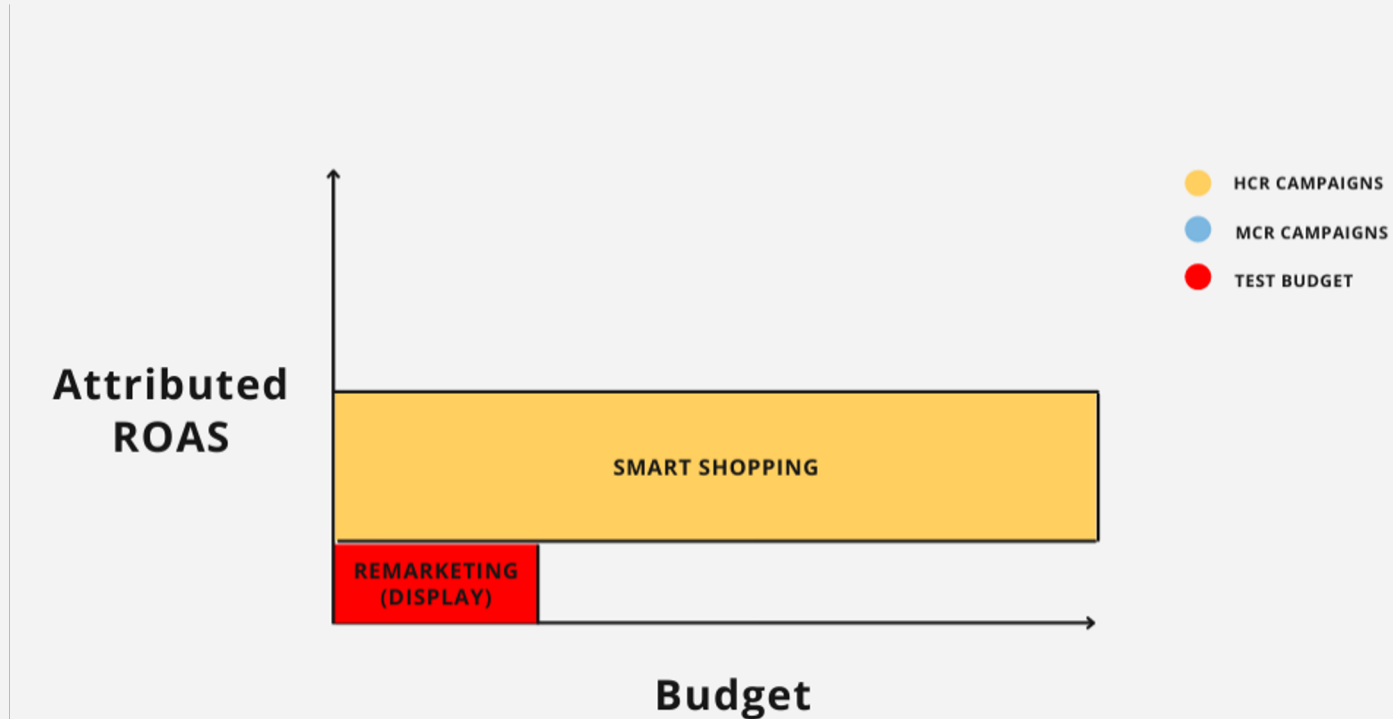 HCR CAMPAIGNS
MCR CAMPAIGNS
TEST BUDGET
Attributed
ROAS
SMART SHOPPING
REMARKETING
(DISPLAY)
Budget